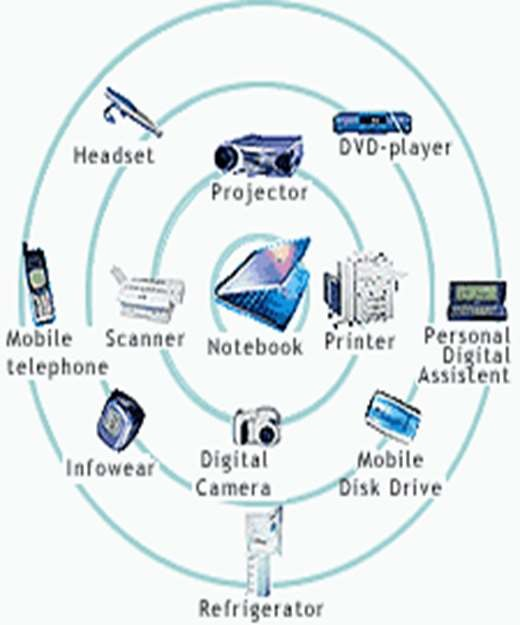 Headset
DVD-player
Projector
Mobile
telephone
Scanner
Notebook
Printer
Personal
Digital
Assistent
Infowear
Digital
Camera
Mobile
Disk Drive
Refrigerator